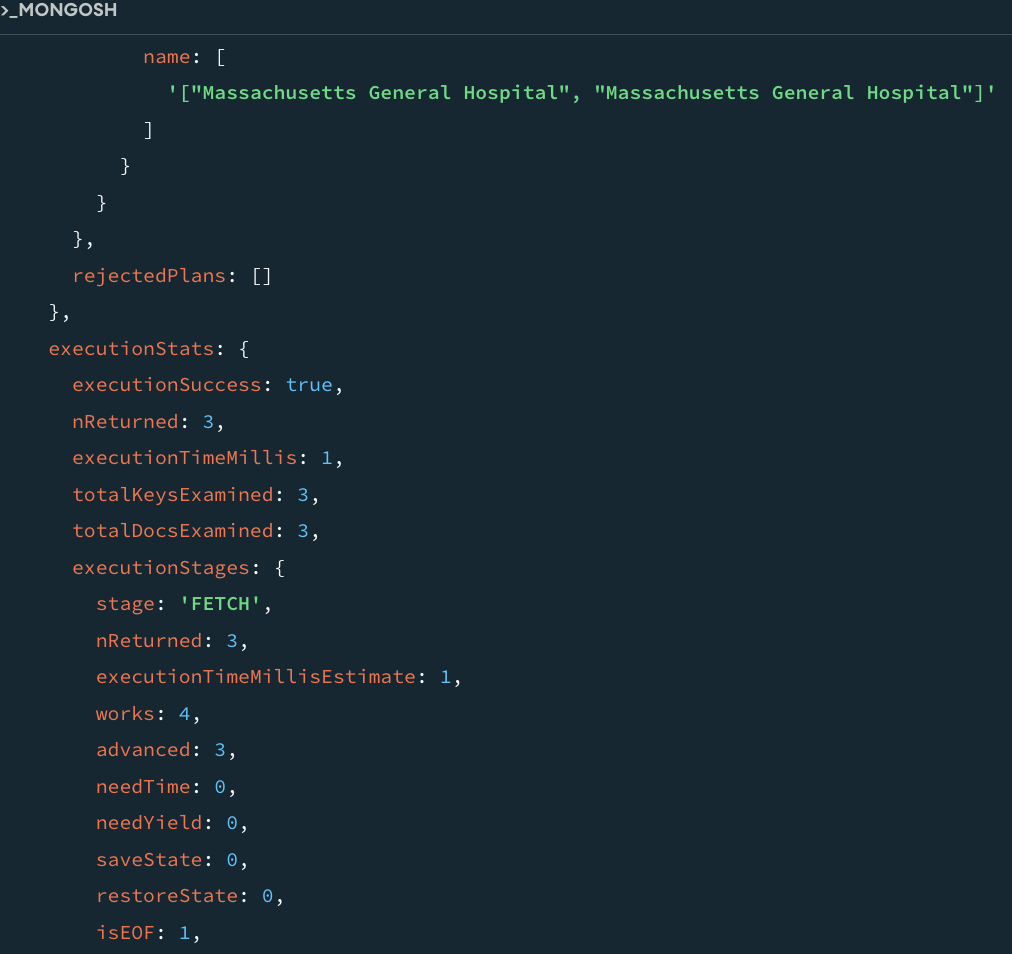 >_MONGOSH
name: [
'["Massachusetts General Hospital", "Massachusetts General Hospital"]'
]
}
}
},
rejectedPlans: []
},
executionStats: {
executionSuccess: true,
nReturned: 3,
executionTimeMillis: 1,
totalKeysExamined: 3,
totalDocsExamined: 3,
executionStages: {
stage: 'FETCH',
nReturned: 3,
executionTimeMillisEstimate: 1,
works: 4,
advanced: 3,
needTime: 0,
needYield: 0,
saveState: 0,
restoreState: 0,
isEOF: 1,